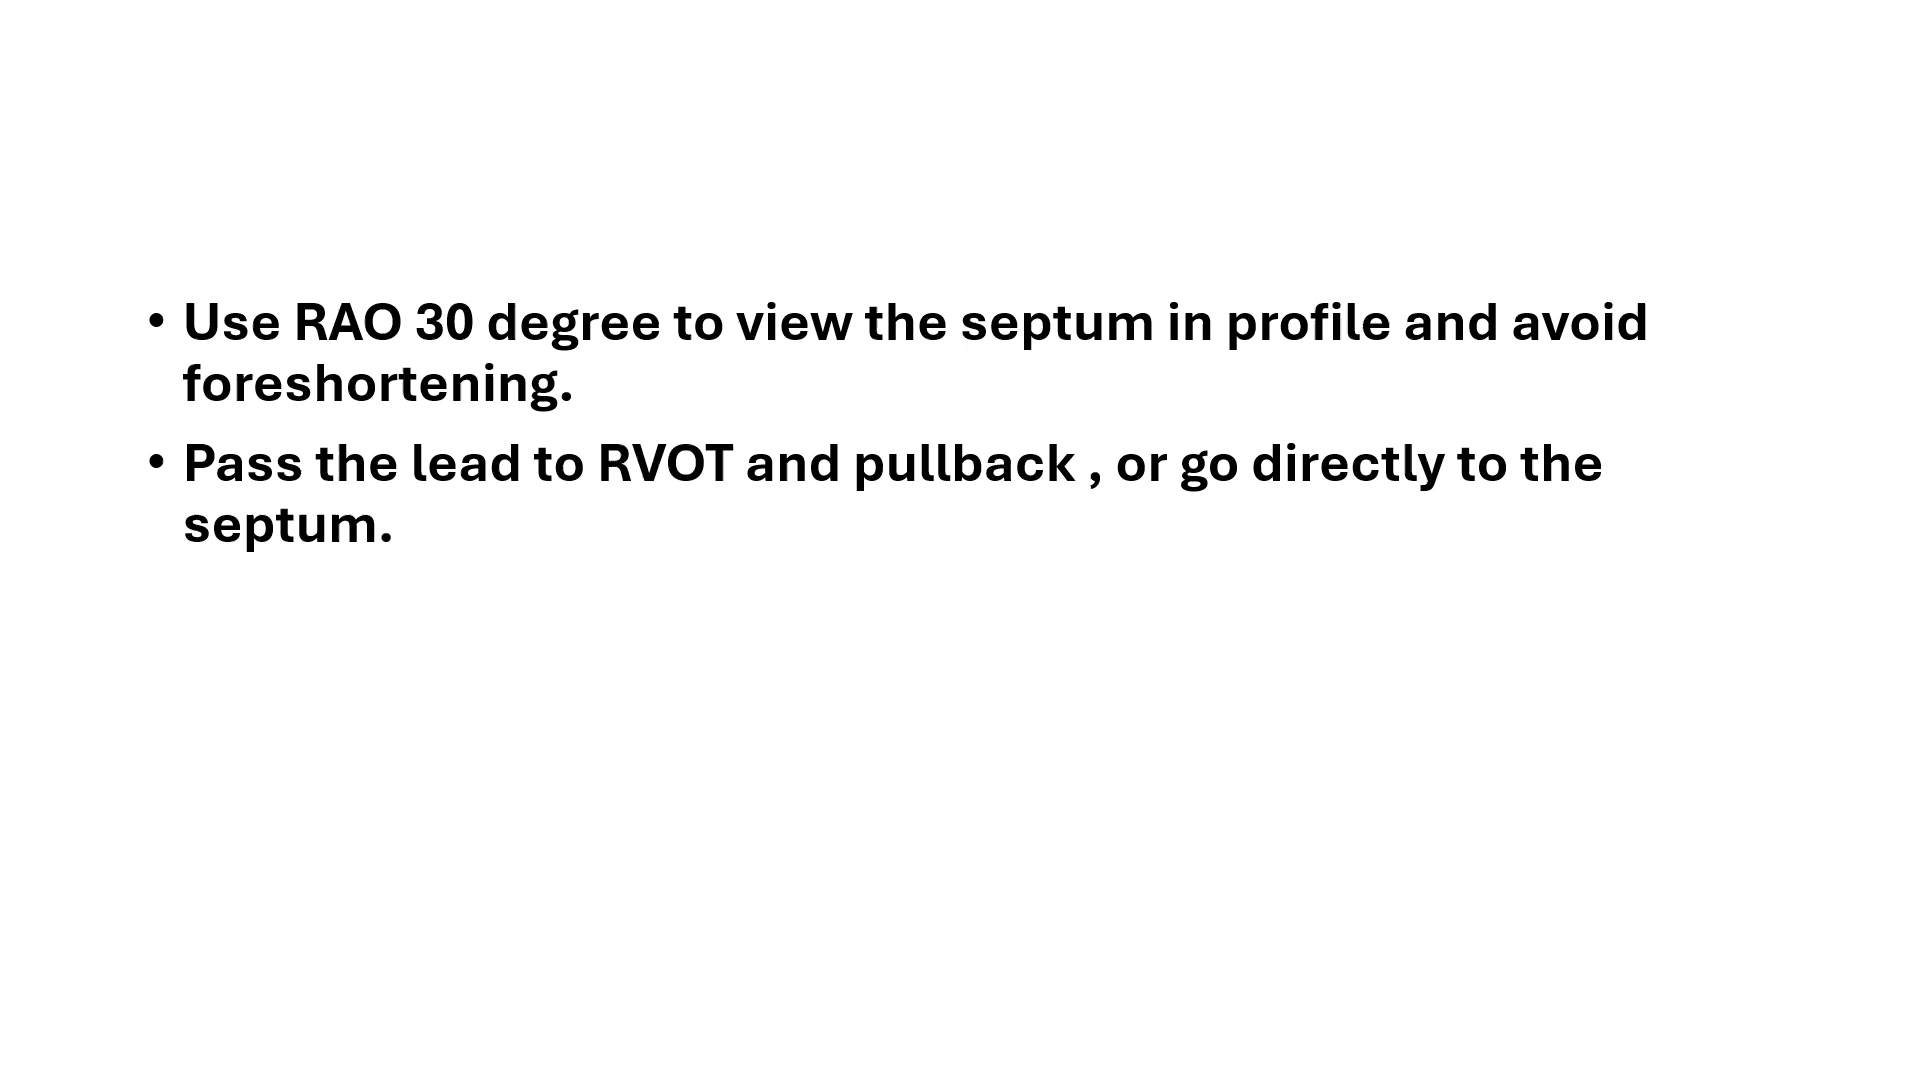 • Use RAO 30 degree to view the septum in profile and avoid
foreshortening.
• Pass the lead to RVOT and pullback , or go directly to the
septum.